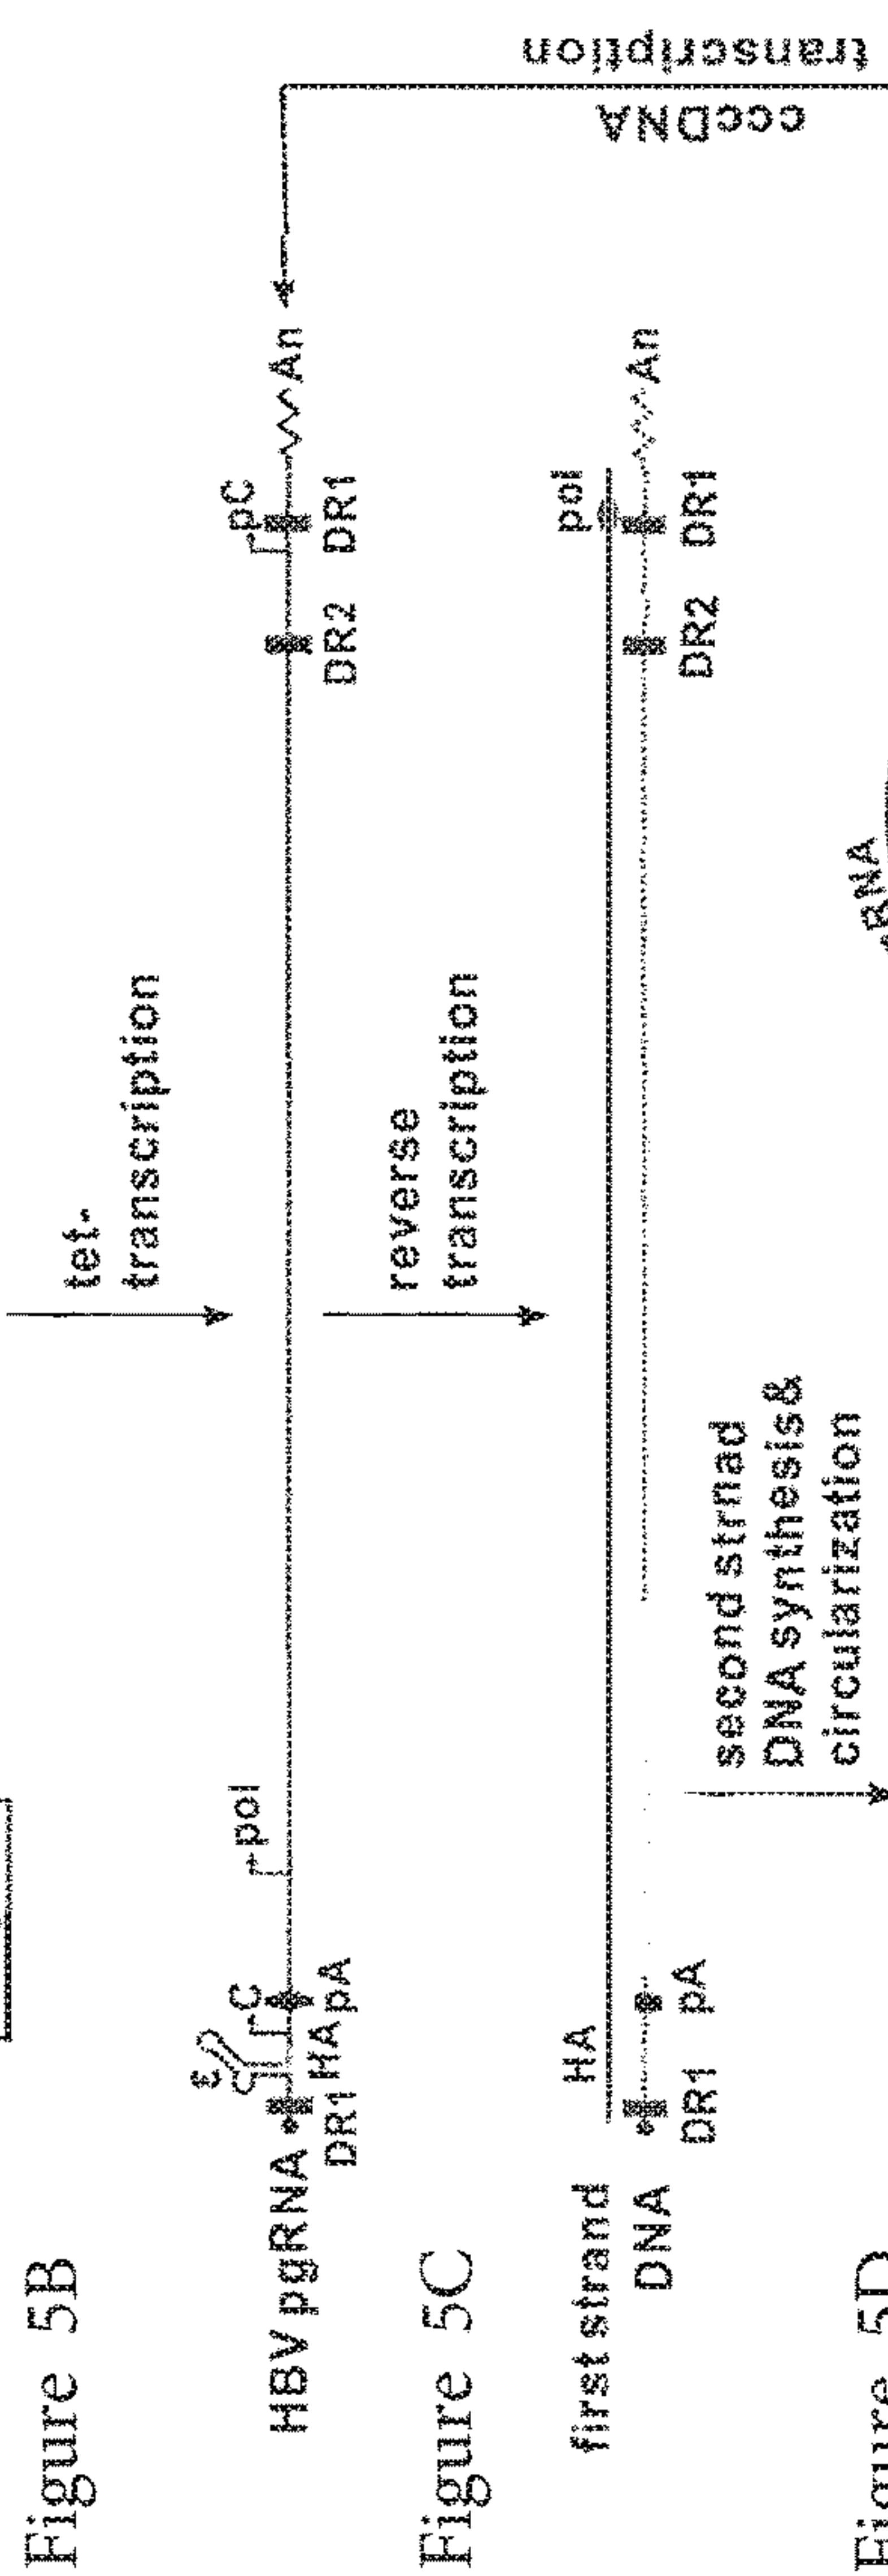 Figure 5B
tet-
transcription
ε
C
pol
pC
HBV pgRNA
An
DR1
HA
pA
DR2
DR1
cccDNA
transcription
Figure 5C
reverse
transcription
HA
pol
first strand
DNA
An
DR1
pA
DR2
DR1
Figure 5D
second strnad
DNA synthesis&
circularization